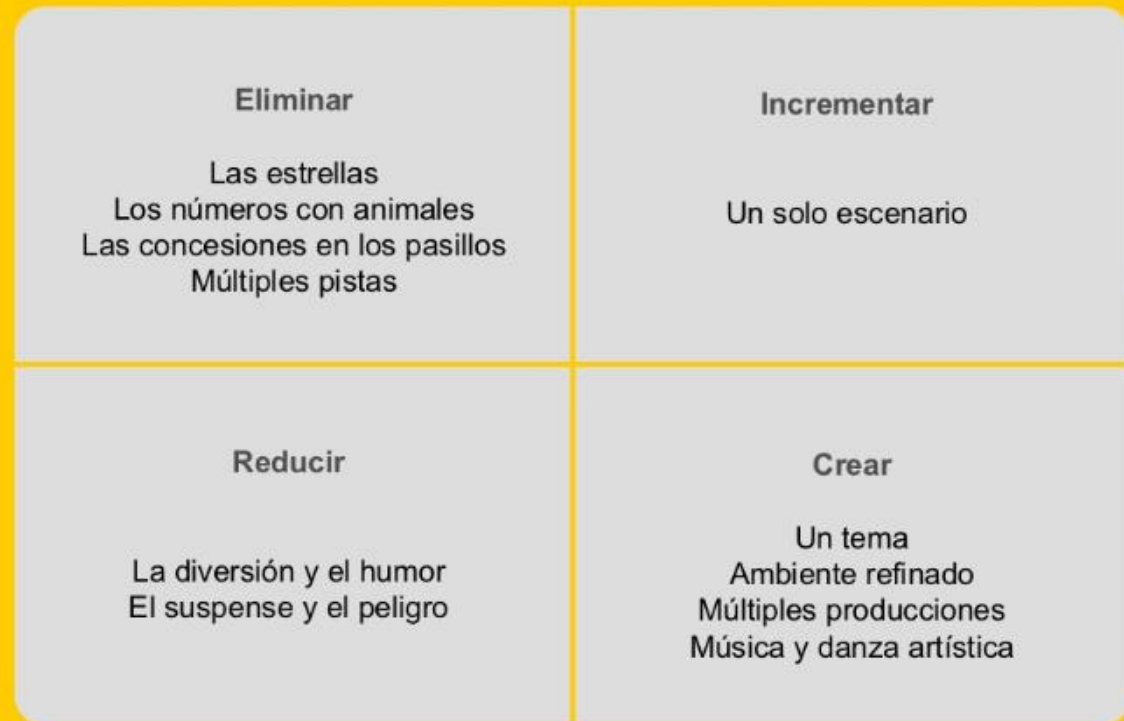 Eliminar
Las estrellas
Los números con animales
Las concesiones en los pasillos
Múltiples pistas
Incrementar
Un solo escenario
Reducir
La diversión y el humor
El suspense y el peligro
Crear
Un tema
Ambiente refinado
Múltiples producciones
Música y danza artística